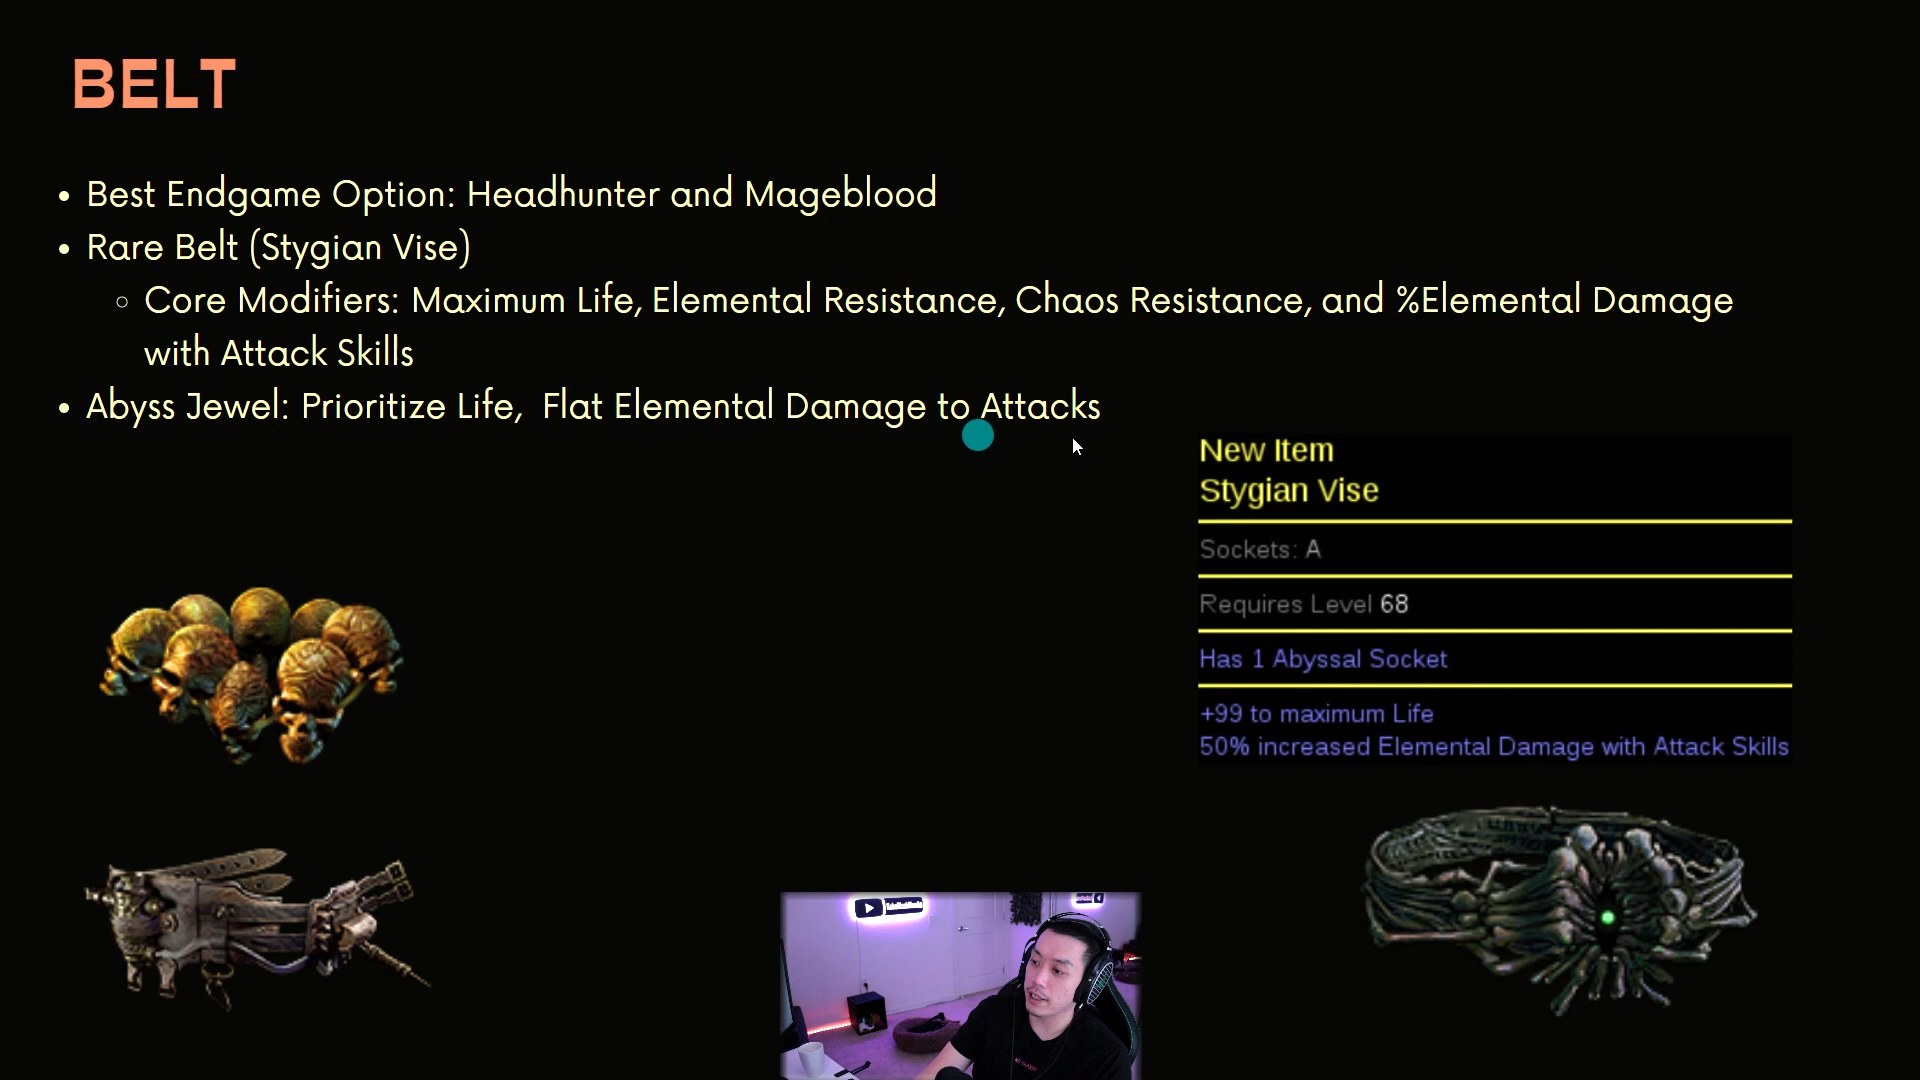 BELT
• Best Endgame Option: Headhunter and Mageblood
• Rare Belt (Stygian Vise)
◦ Core Modifiers: Maximum Life, Elemental Resistance, Chaos Resistance, and %Elemental Damage
with Attack Skills
• Abyss Jewel: Prioritize Life, Flat Elemental Damage to Attacks
New Item
Stygian Vise
Sockets: A
Requires Level 68
Has 1 Abyssal Socket
+99 to maximum Life
50% increased Elemental Damage with Attack Skills